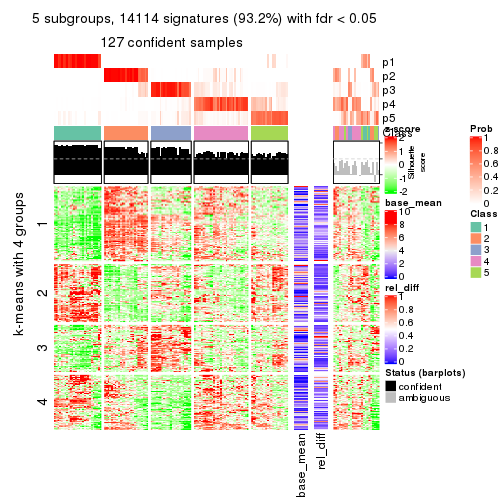 5 subgroups, 14114 signatures (93.2%) with fdr < 0.05
127 confident samples
p1
p2
p3
p4
p5
Class
Silhouette
score
k-means with 4 groups
1
2
3
4
base_mean
rel_diff
z-score
2
1
0
-1
-2
base_mean
10
8
6
4
2
0
rel_diff
1
0.8
0.6
0.4
0.2
0
Status (barplots)
confident
ambiguous
Prob
1
0.8
0.6
0.4
0.2
0
Class
1
2
3
4
5